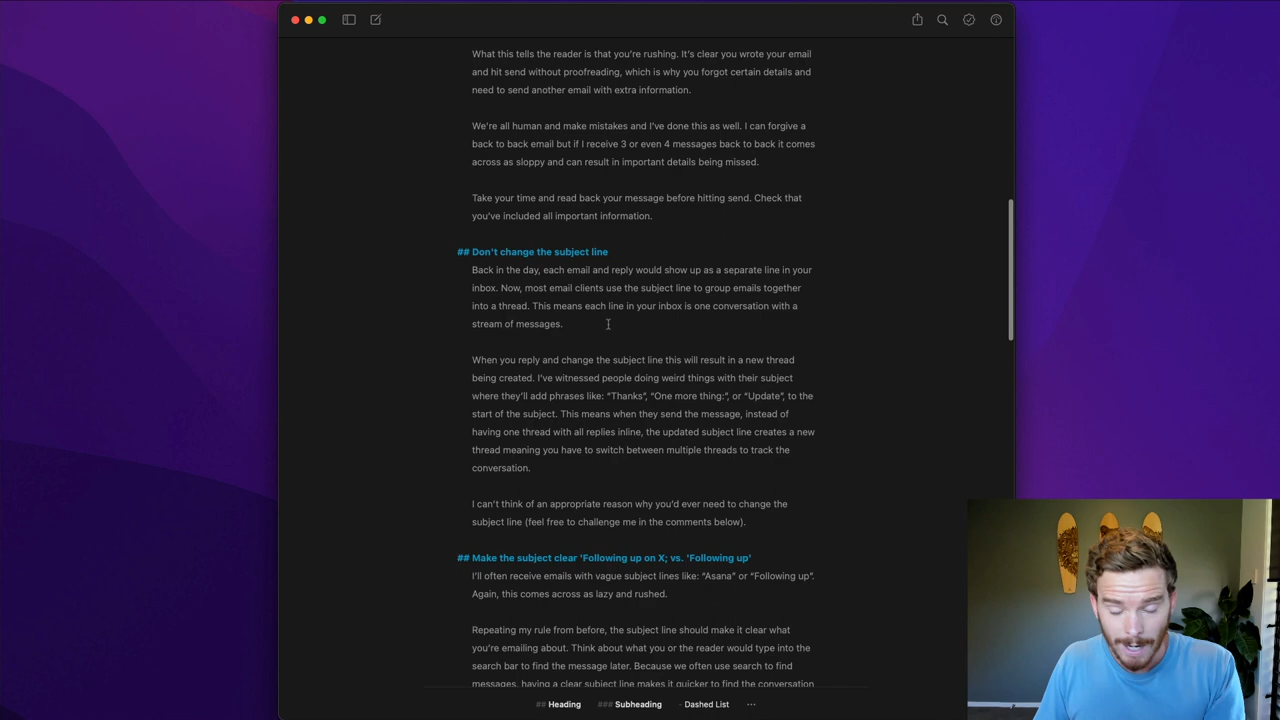 What this tells the reader is that you're rushing. It's clear you wrote your email
and hit send without proofreading, which is why you forgot certain details and
need to send another email with extra information.
We're all human and make mistakes and I've done this as well. I can forgive a
back to back email but if I receive 3 or even 4 messages back to back it comes
across as sloppy and can result in important details being missed.
Take your time and read back your message before hitting send. Check that
you've included all important information.
## Don't change the subject line
Back in the day, each email and reply would show up as a separate line in your
inbox. Now, most email clients use the subject line to group emails together
into a thread. This means each line in your inbox is one conversation with a
stream of messages.
When you reply and change the subject line this will result in a new thread
being created. I've witnessed people doing weird things with their subject
where they'll add phrases like: “Thanks”, “One more thing:”, or “Update”, to the
start of the subject. This means when they send the message, instead of
having one thread with all replies inline, the updated subject line creates a new
thread meaning you have to switch between multiple threads to track the
conversation.
I can't think of an appropriate reason why you'd ever need to change the
subject line (feel free to challenge me in the comments below).
## Make the subject clear 'Following up on X; vs. 'Following up'
I'll often receive emails with vague subject lines like: “Asana” or “Following up”.
Again, this comes across as lazy and rushed.
Repeating my rule from before, the subject line should make it clear what
you're emailing about. Think about what you or the reader would type into the
search bar to find the message later. Because we often use search to find
messages, having a clear subject line makes it quicker to find the conversation
## Heading ### Subheading - Dashed List ...